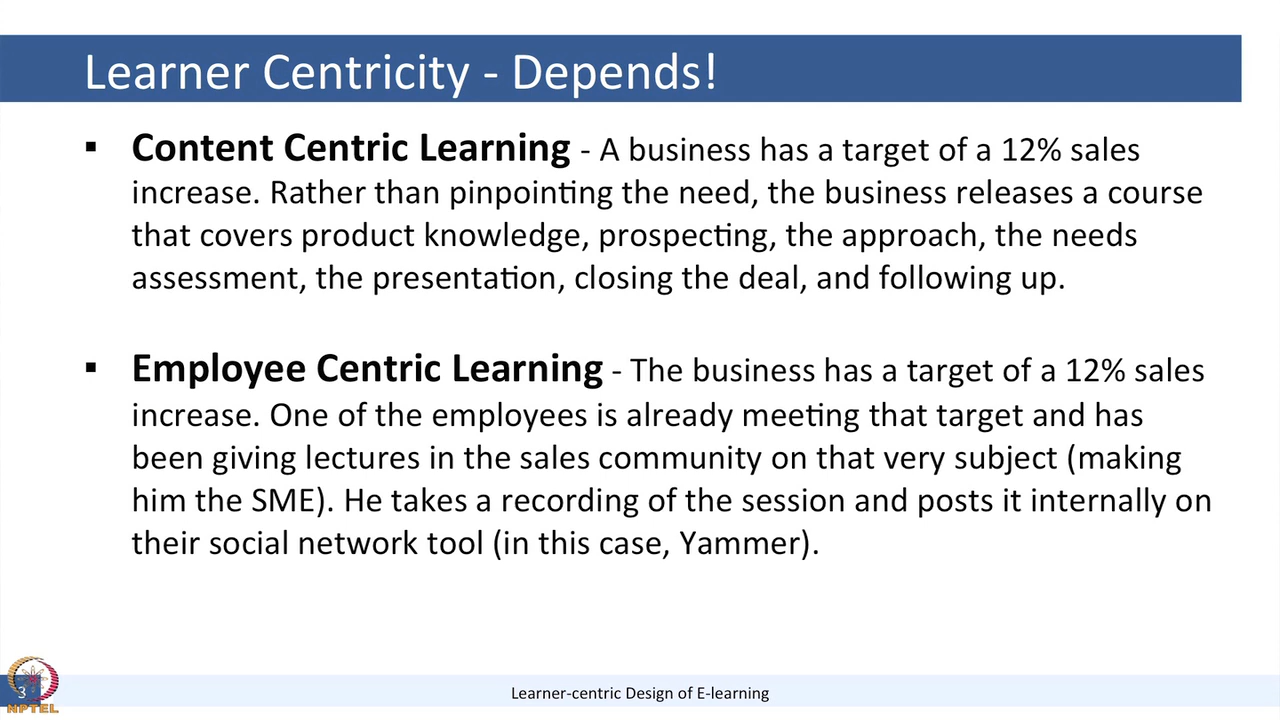 Learner Centricity - Depends!
▪ Content Centric Learning - A business has a target of a 12% sales
increase. Rather than pinpointing the need, the business releases a course
that covers product knowledge, prospecting, the approach, the needs
assessment, the presentation, closing the deal, and following up.
▪ Employee Centric Learning - The business has a target of a 12% sales
increase. One of the employees is already meeting that target and has
been giving lectures in the sales community on that very subject (making
him the SME). He takes a recording of the session and posts it internally on
their social network tool (in this case, Yammer).
3
NPTEL
Learner-centric Design of E-learning